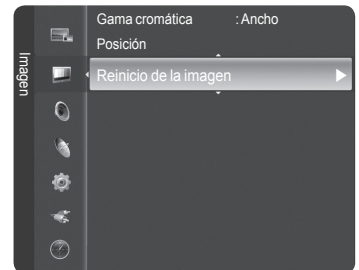 Imagen
Gama cromática : Ancho
Posición
Reinicio de la imagen